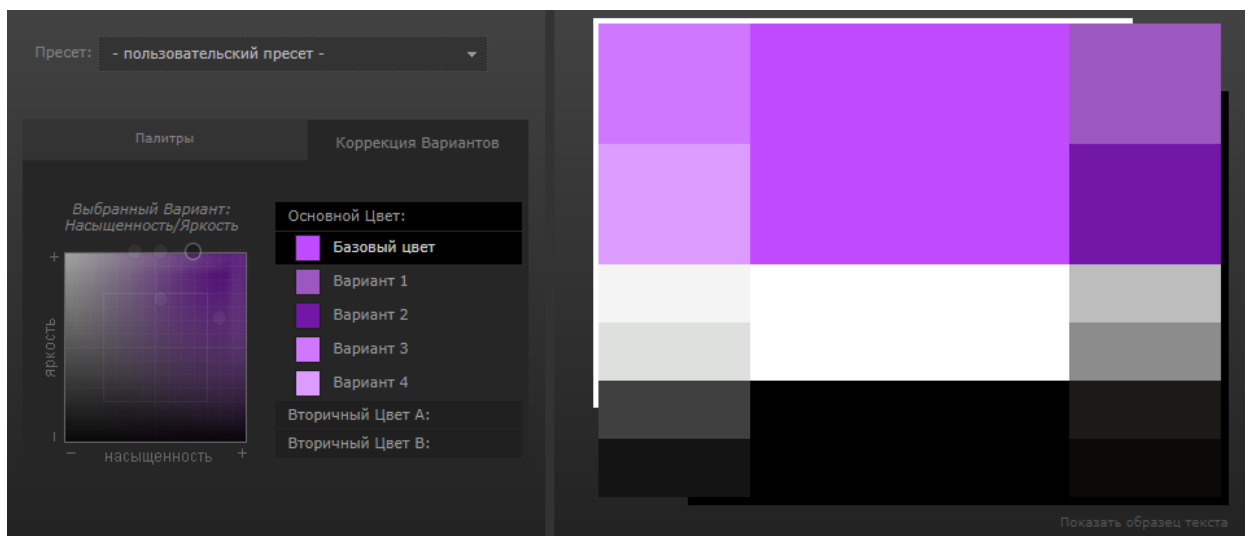 Пресет: - пользовательский пресет -
Палитры
Коррекция Вариантов
Выбранный Вариант:
Насыщенность/Яркость
+
яркость
−
− насыщенность +
Основной Цвет:
Базовый цвет
Вариант 1
Вариант 2
Вариант 3
Вариант 4
Вторичный Цвет A:
Вторичный Цвет B:
Показать образец текста